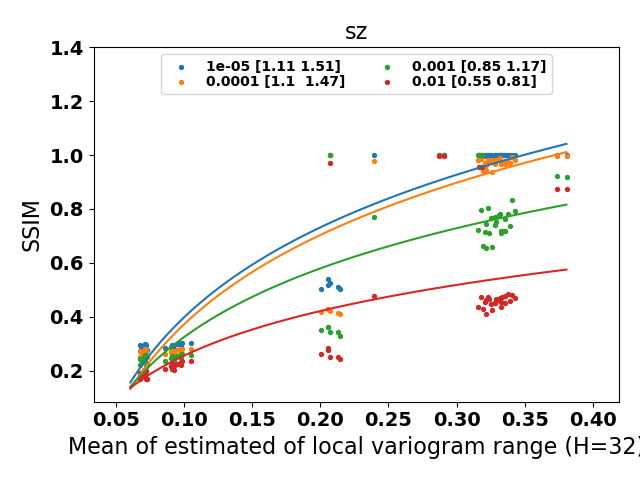 sz
1e-05 [1.11 1.51]
0.0001 [1.1  1.47]
0.001 [0.85 1.17]
0.01 [0.55 0.81]
SSIM
1.4
1.2
1.0
0.8
0.6
0.4
0.2
0.05 0.10 0.15 0.20 0.25 0.30 0.35 0.40
Mean of estimated of local variogram range (H=32)